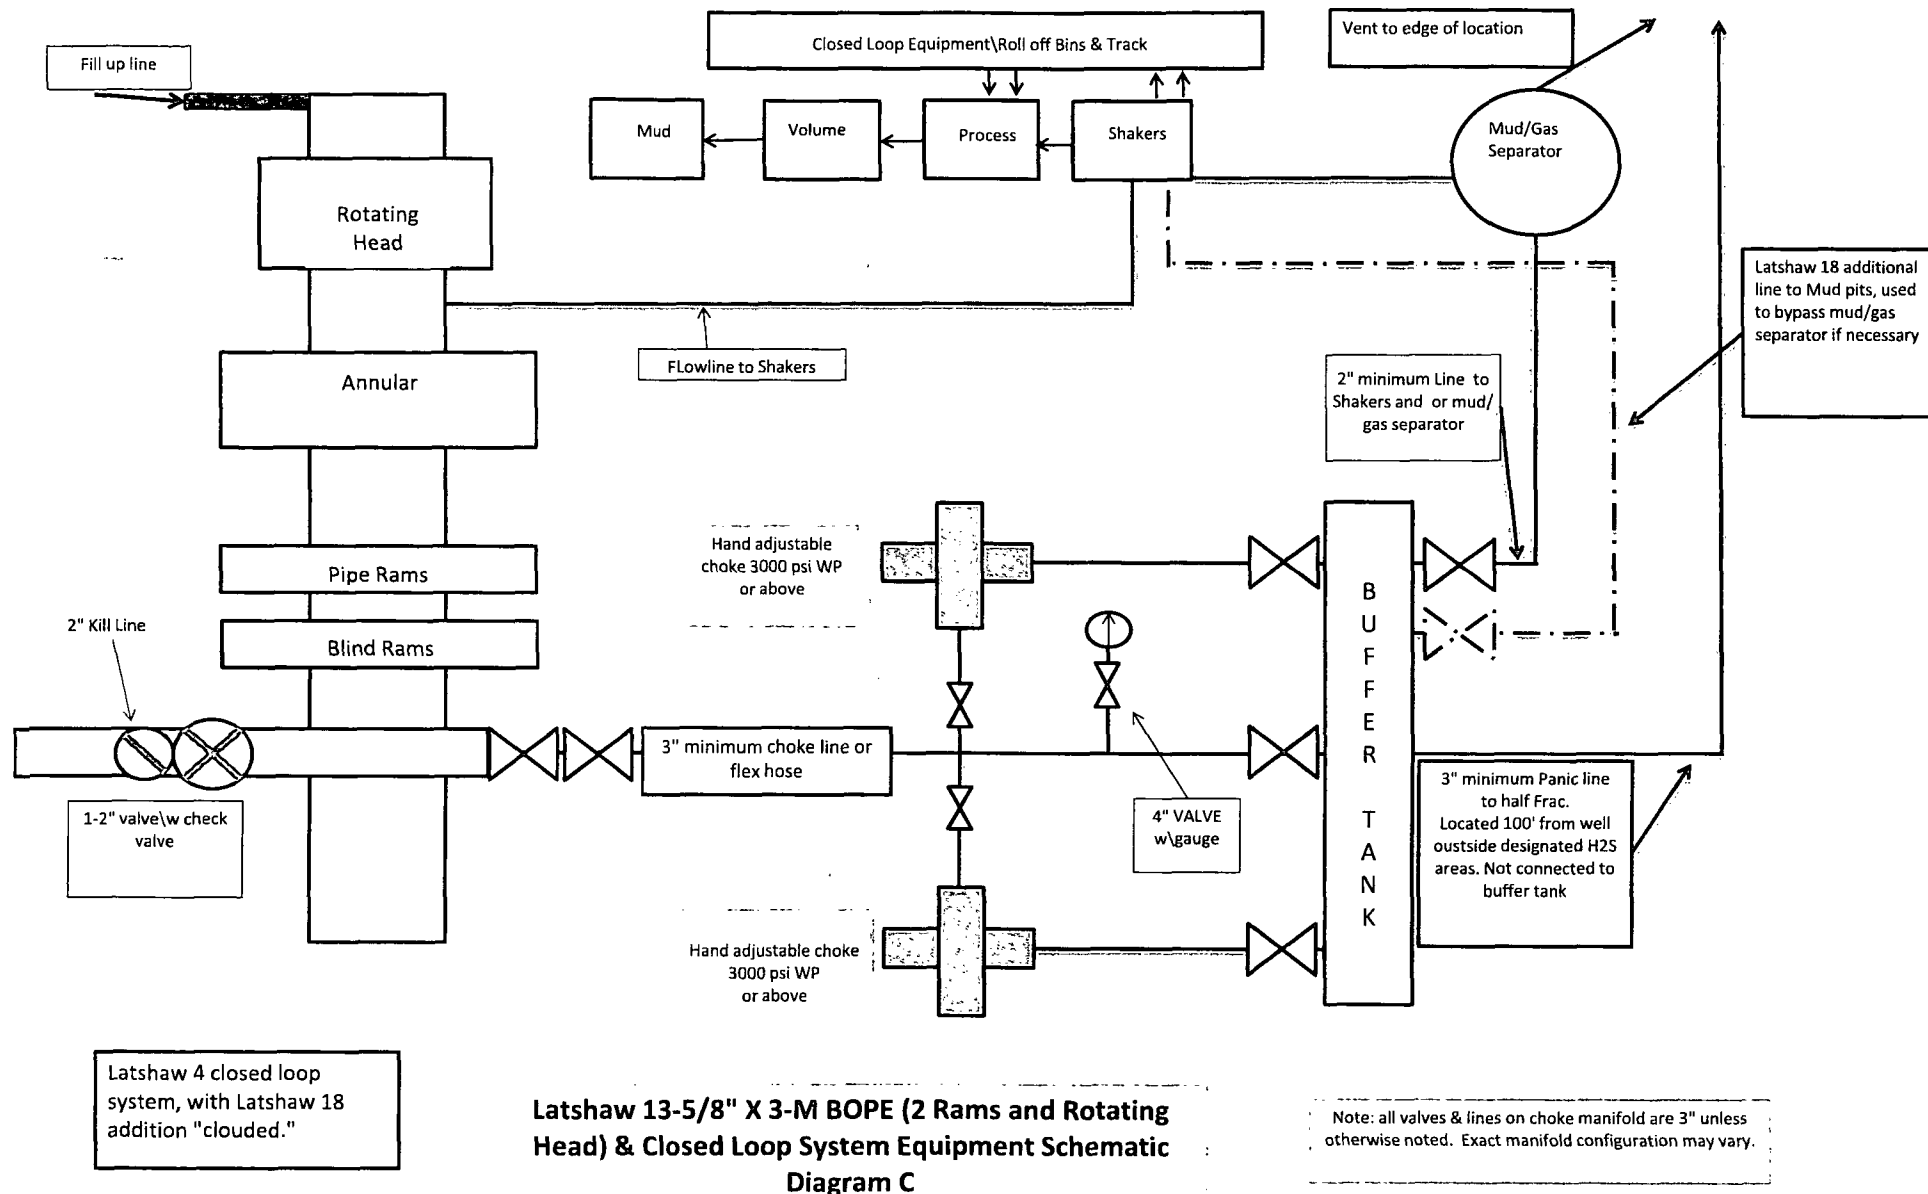 Closed Loop Equipment\Roll off Bins & Track
Vent to edge of location
Fill up line
Mud
Volume
Process
Shakers
Mud/Gas
Separator
Rotating
Head
Latshaw 18 additional
line to Mud pits, used
to bypass mud/gas
separator if necessary
FLowline to Shakers
Annular
2" minimum Line to
Shakers and or mud/
gas separator
Hand adjustable
choke 3000 psi WP
or above
Pipe Rams
2" Kill Line
Blind Rams
B
U
F
F
E
R
T
A
N
K
3" minimum choke line or
flex hose
1-2" valve\w check
valve
4" VALVE
w\gauge
3" minimum Panic line
to half Frac.
Located 100' from well
oustside designated H2S
areas. Not connected to
buffer tank
Hand adjustable choke
3000 psi WP
or above
Latshaw 4 closed loop
system, with Latshaw 18
addition "clouded."
Latshaw 13-5/8" X 3-M BOPE (2 Rams and Rotating
Head) & Closed Loop System Equipment Schematic
Diagram C
Note: all valves & lines on choke manifold are 3" unless
otherwise noted. Exact manifold configuration may vary.